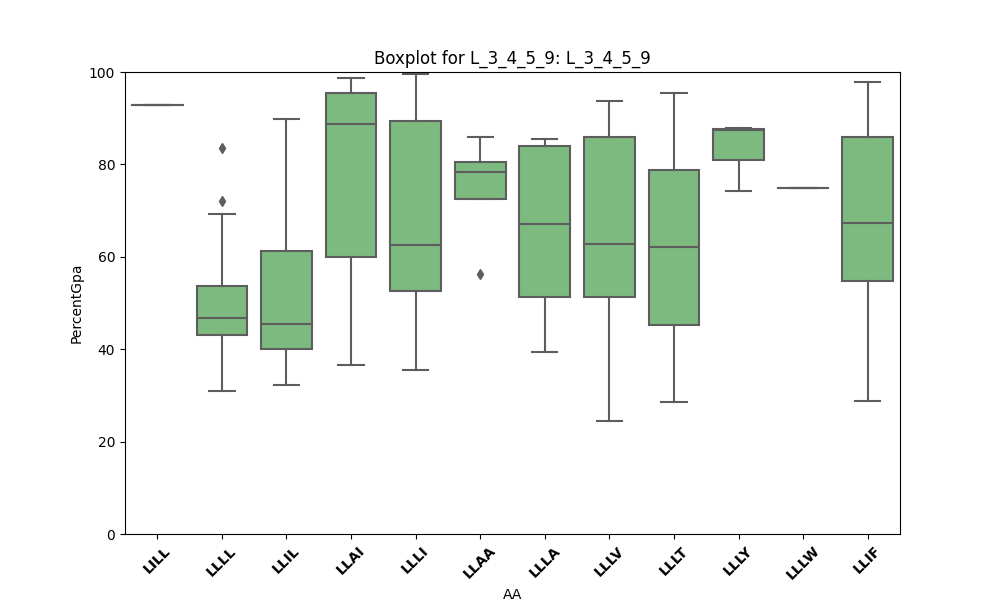 Boxplot for L_3_4_5_9: L_3_4_5_9
100
80
60
40
20
0
PercentGpa
LILL LLLL LLIL LLAI LLLI LLAA LLLA LLLV LLLT LLLY LLLW LLIF
AA